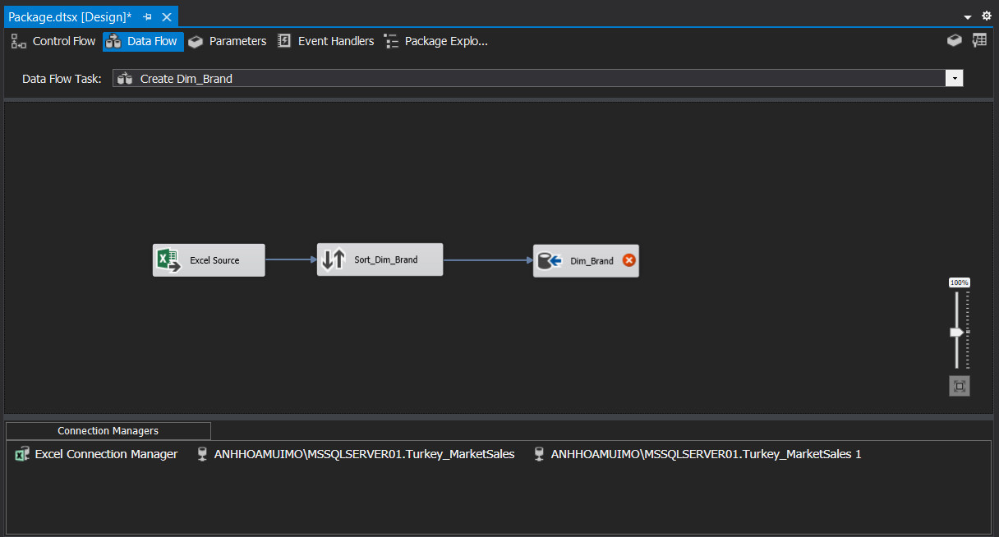 Package.dtsx [Design]*
Control Flow Data Flow Parameters Event Handlers Package Explo...
Data Flow Task: Create Dim_Brand
Excel Source Sort_Dim_Brand Dim_Brand
100%
Connection Managers
Excel Connection Manager ANHHOAMUIMO\MSSQLSERVER01.Turkey_MarketSales ANHHOAMUIMO\MSSQLSERVER01.Turkey_MarketSales 1